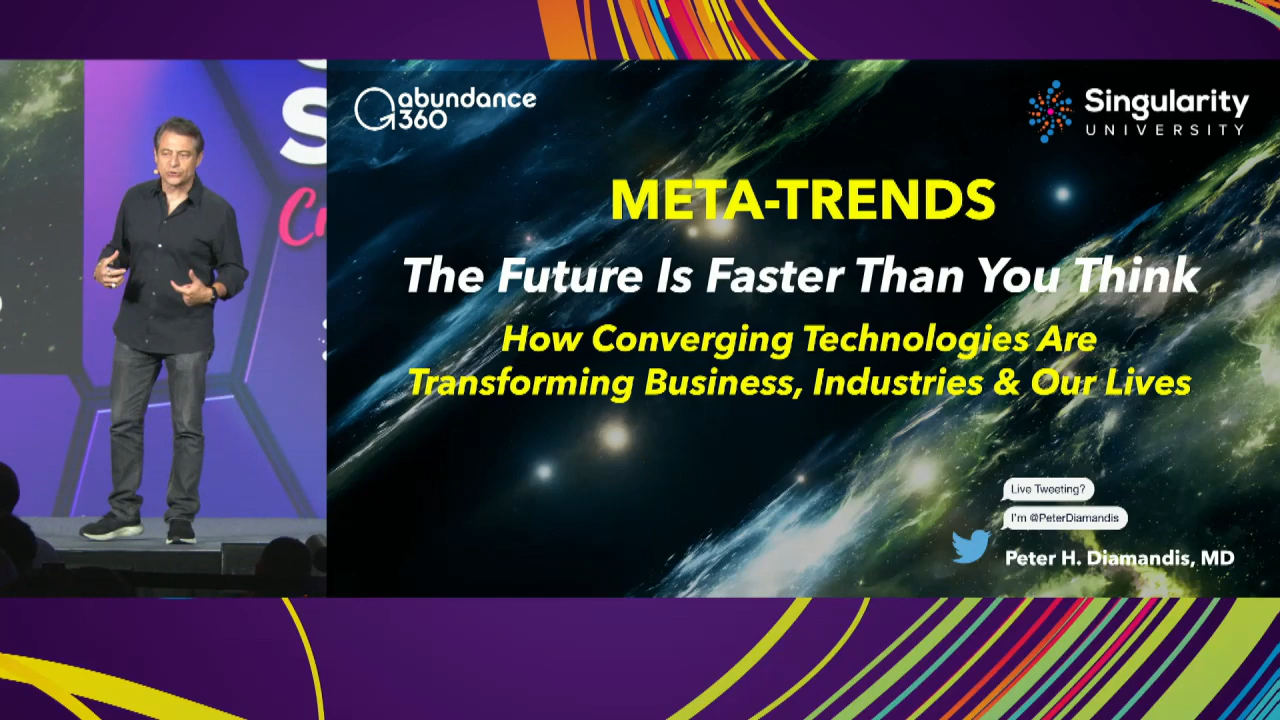 abundance
360
Singularity
UNIVERSITY
META-TRENDS
The Future Is Faster Than You Think
How Converging Technologies Are
Transforming Business, Industries & Our Lives
Live Tweeting?
I'm @PeterDiamandis
Peter H. Diamandis, MD